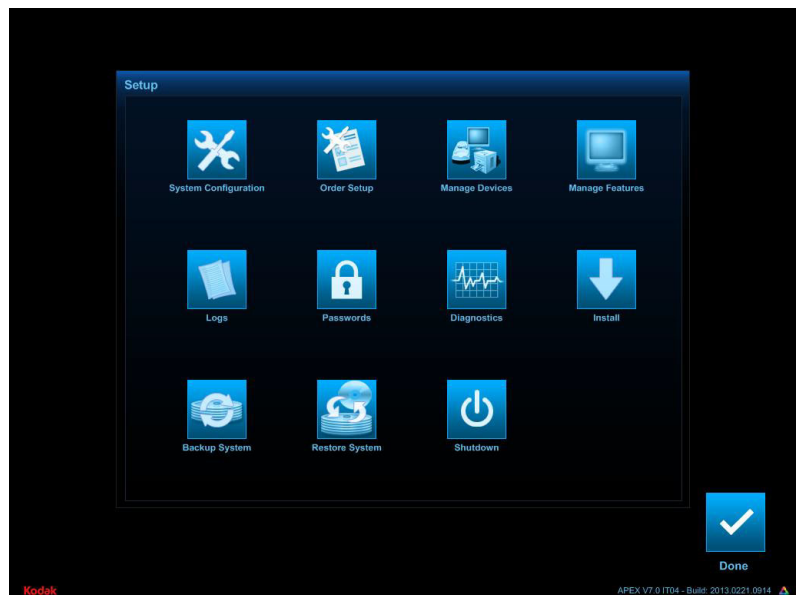 Setup
System Configuration
Order Setup
Manage Devices
Manage Features
Logs
Passwords
Diagnostics
Install
Backup System
Restore System
Shutdown
Done
Kodak
APEX V7.0 IT04 - Build: 2013.0221.0914